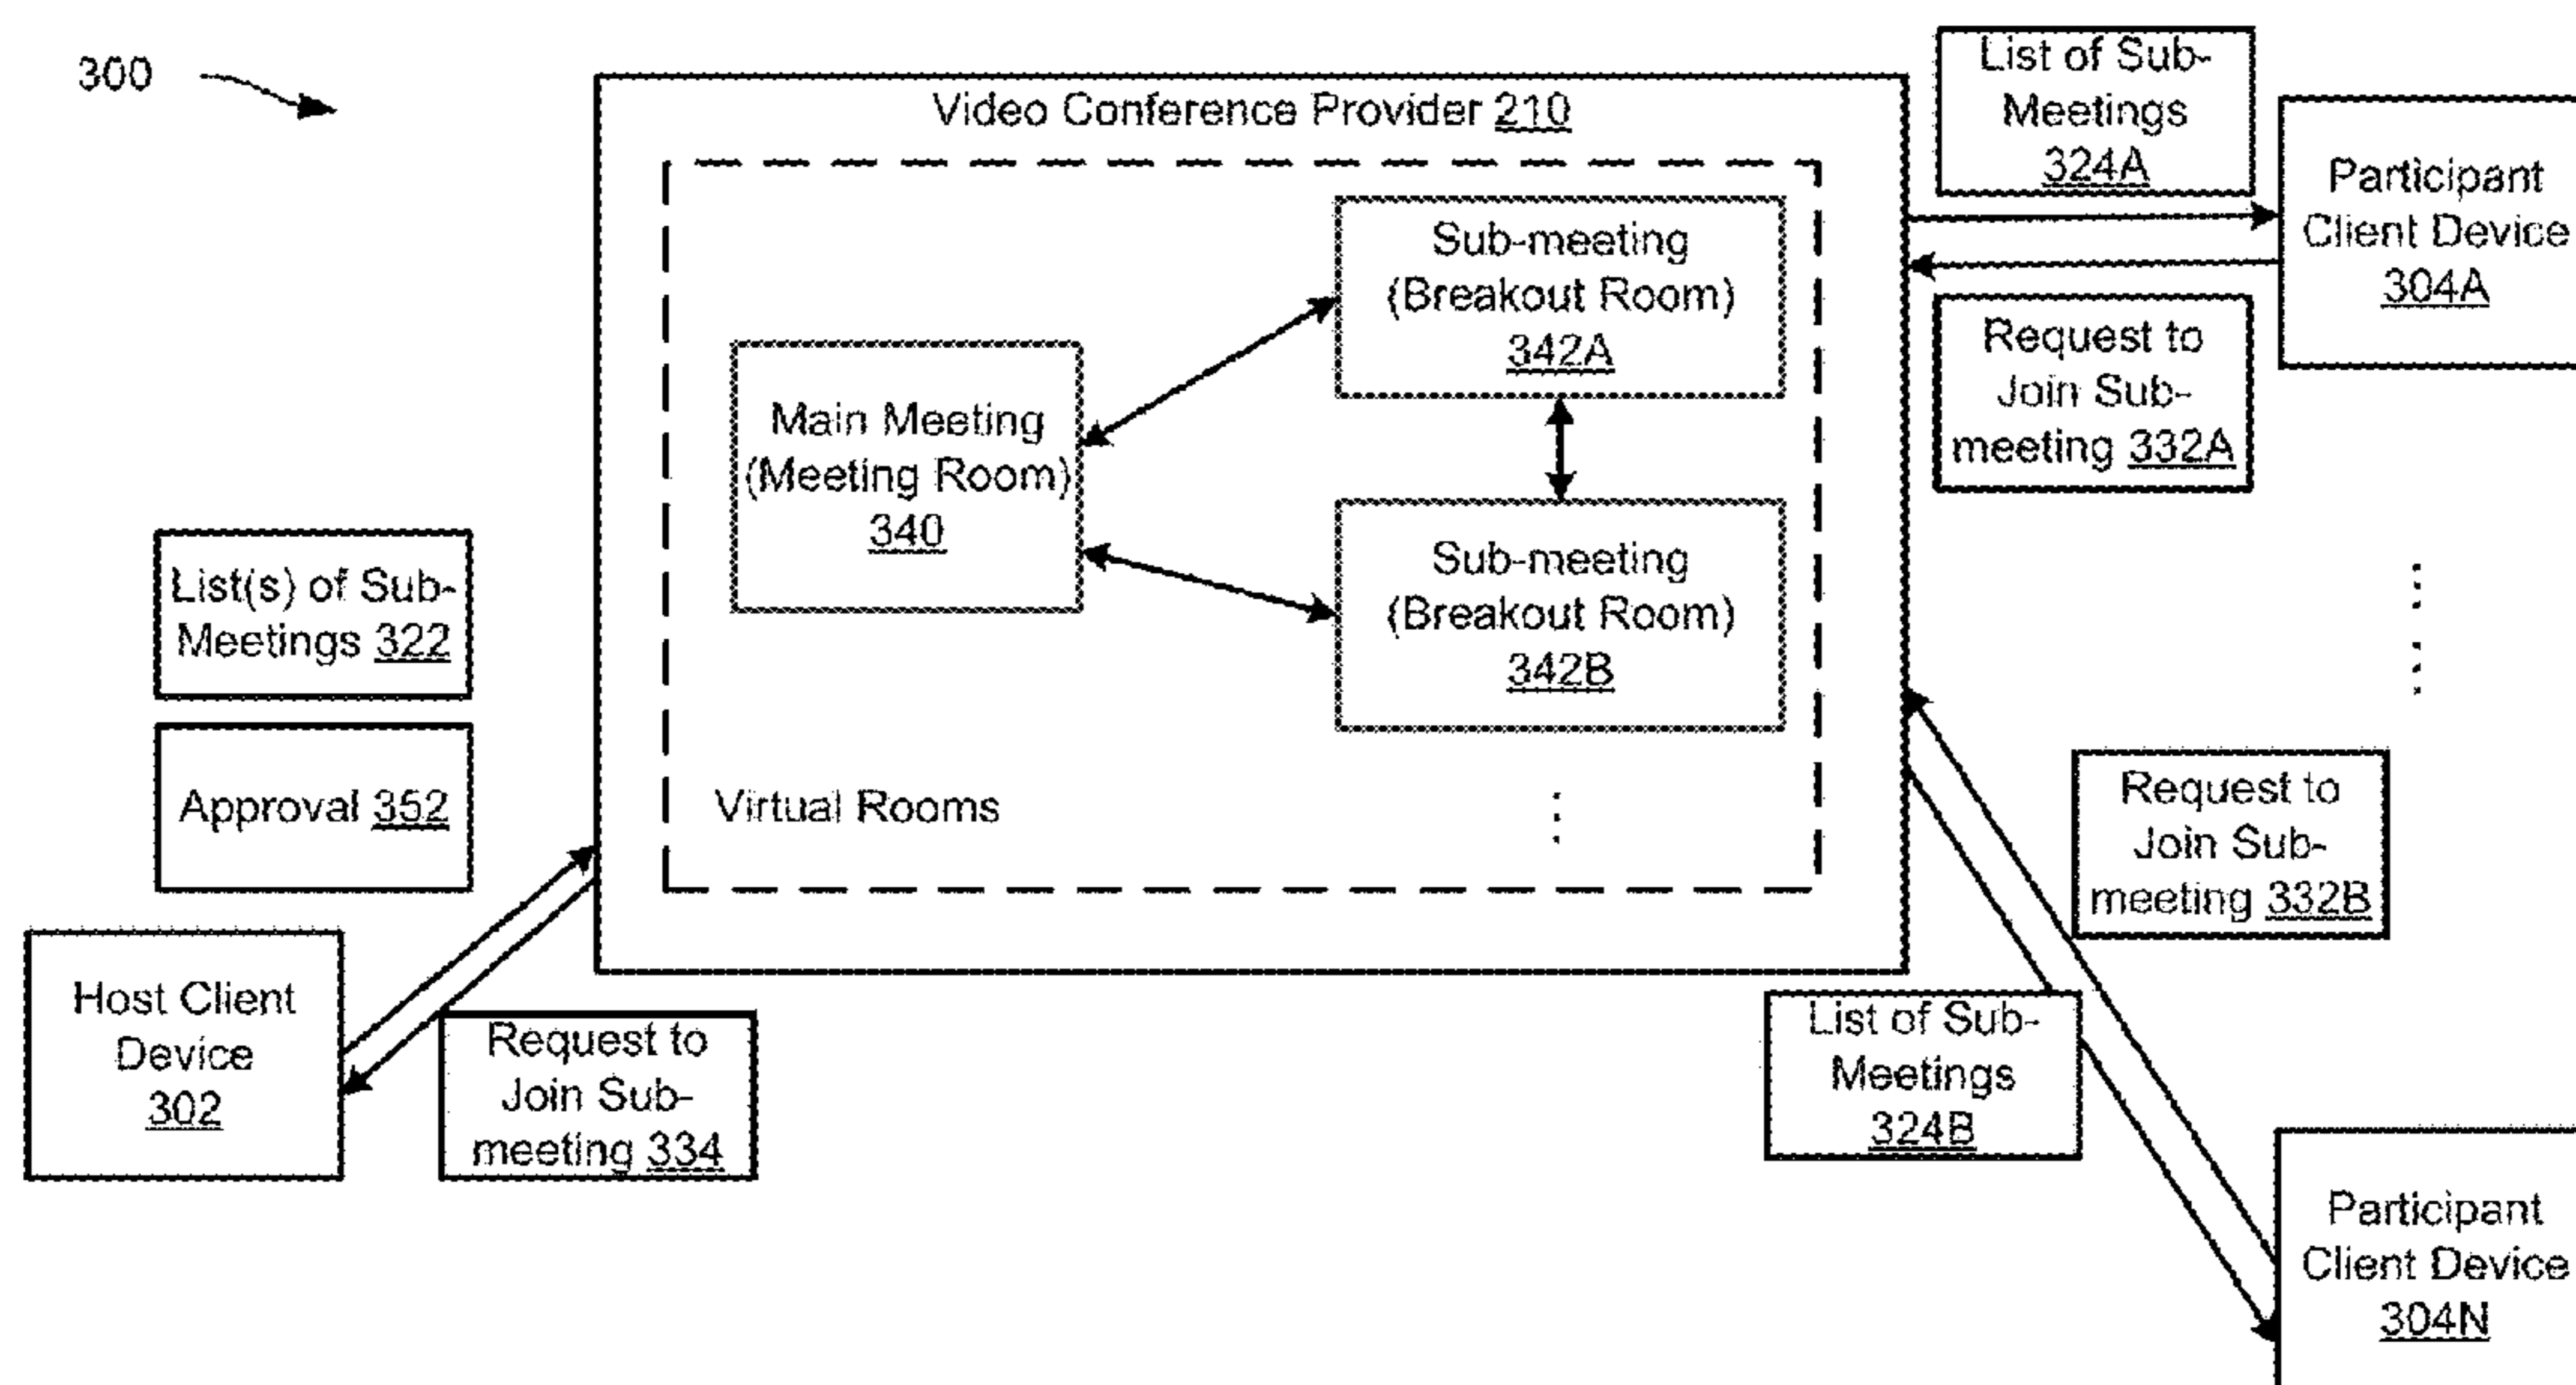 300
Video Conference Provider 210
Main Meeting
(Meeting Room)
340
Sub-meeting
(Breakout Room)
342A
Sub-meeting
(Breakout Room)
342B
Virtual Rooms
List of Sub-
Meetings
324A
Participant
Client Device
304A
Request to
Join Sub-
meeting 332A
List(s) of Sub-
Meetings 322
Approval 352
Host Client
Device
302
Request to
Join Sub-
meeting 334
Request to
Join Sub-
meeting 332B
List of Sub-
Meetings
324B
Participant
Client Device
304N